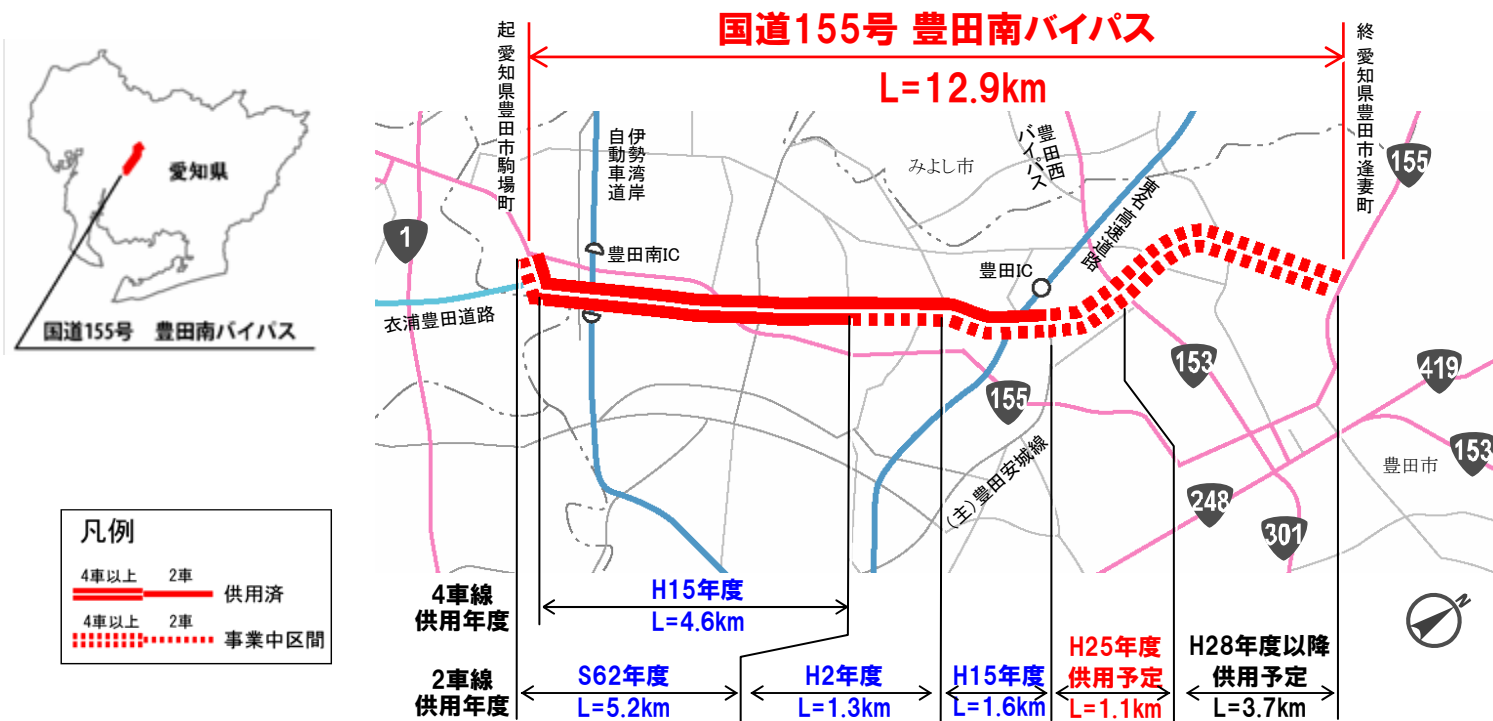 国道155号 豊田南バイパス
L=12.9km
起 愛知県豊田市駒場町
終 愛知県豊田市逢妻町
愛知県
国道155号 豊田南バイパス
伊勢湾岸
自動車道
豊田西
バイパス
みよし市
東名高速道路
155
1
豊田南IC
豊田IC
衣浦豊田道路
153
419
155
153
豊田市
(主)豊田安城線
248
301
凡例
4車以上 2車 供用済
4車以上 2車 事業中区間
4車線
供用年度
H15年度
L=4.6km
N
2車線
供用年度
S62年度
L=5.2km
H2年度
L=1.3km
H15年度
L=1.6km
H25年度
供用予定
L=1.1km
H28年度以降
供用予定
L=3.7km